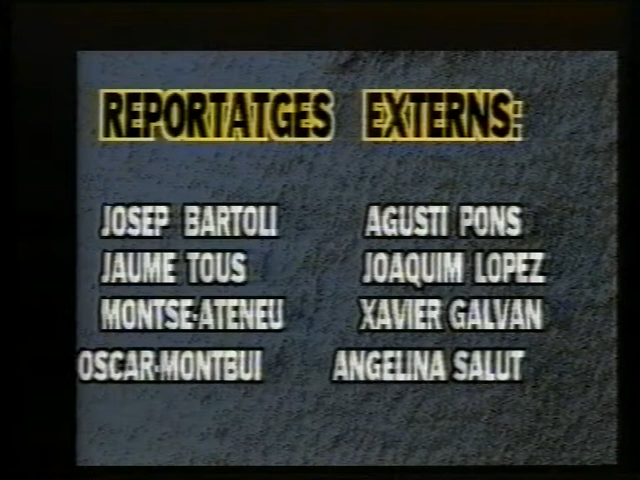 REPORTATGES EXTERNS:
JOSEP BARTOLI AGUSTI PONS
JAUME TOUS JOAQUIM LOPEZ
MONTSE-ATENEU XAVIER GALVAN
OSCAR-MONTBUI ANGELINA SALUT